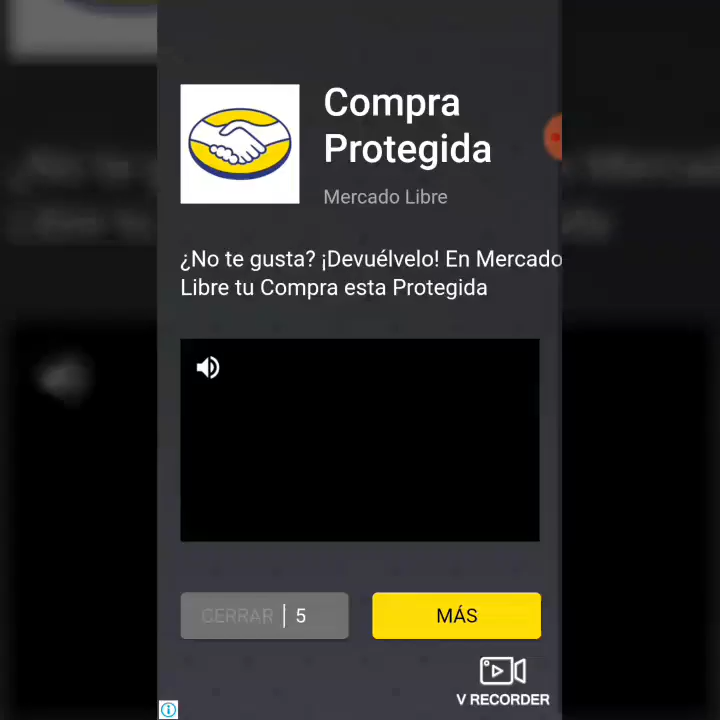 Compra
Protegida
Mercado Libre
¿No te gusta? ¡Devuélvelo! En Mercado
Libre tu Compra esta Protegida
CERRAR | 5
MÁS
V RECORDER